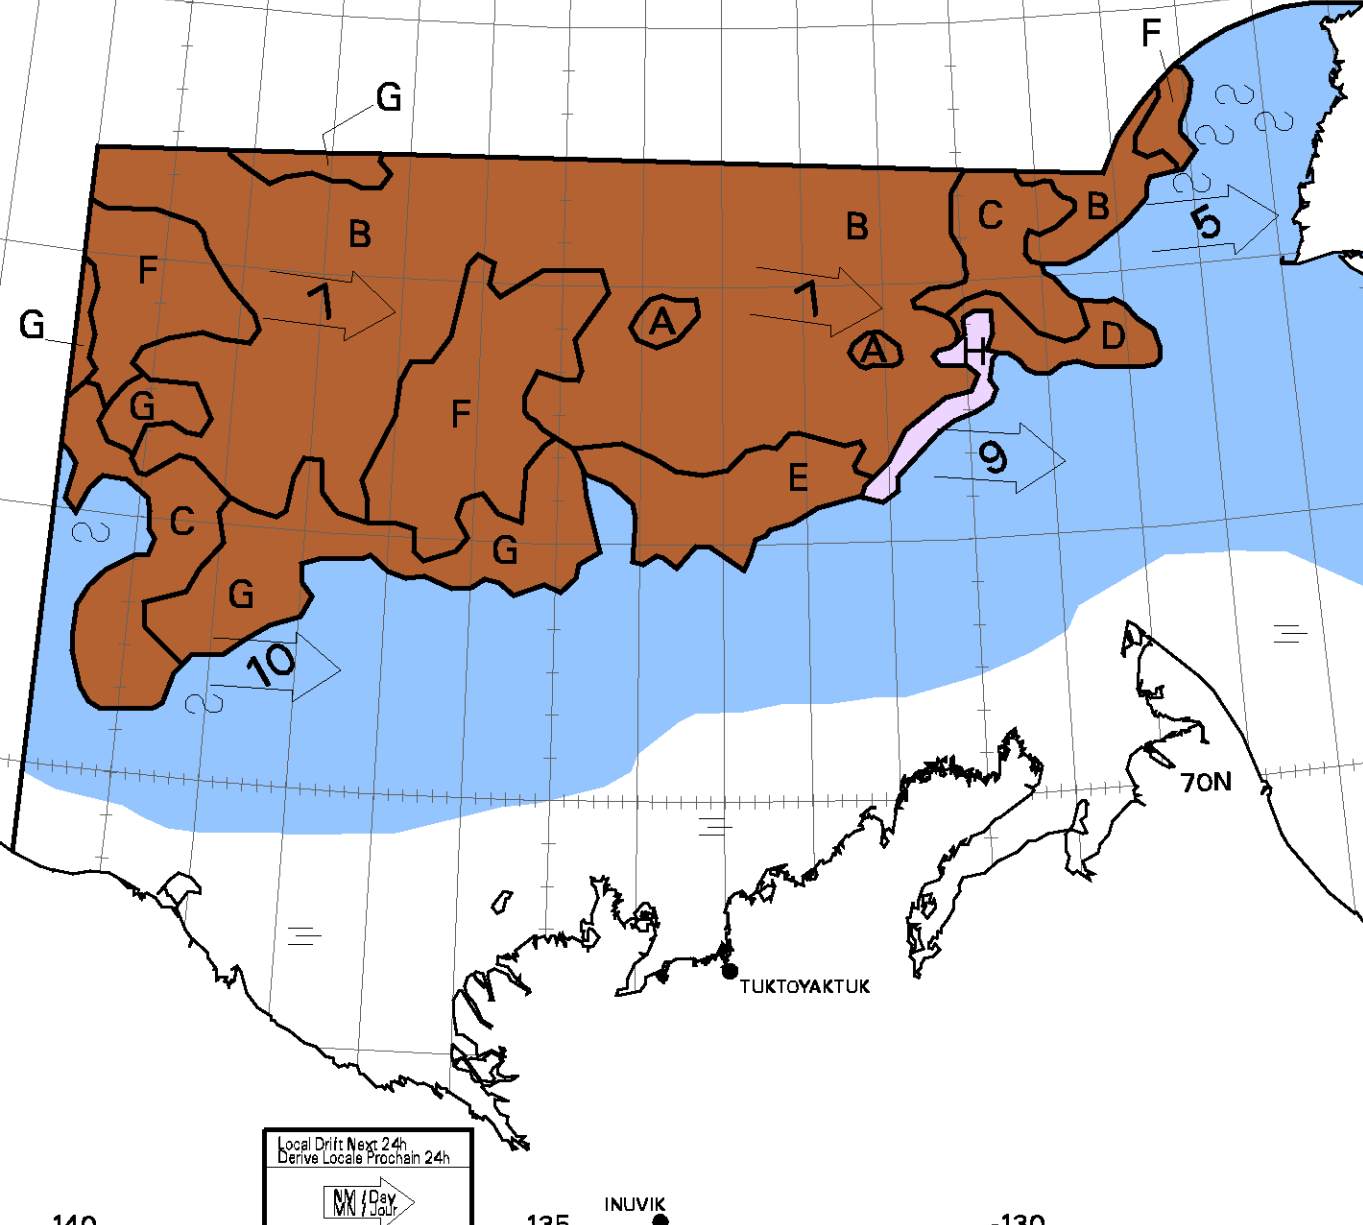 F
G
B
C
B
B
5
F
7
7
G
A
D
A
H
G
F
9
E
C
G
G
10
70N
TUKTOYAKTUK
Local Drift Next 24h
Derive Locale Prochain 24h
NM / Day
MN / Jour
INUVIK
140
135
-130